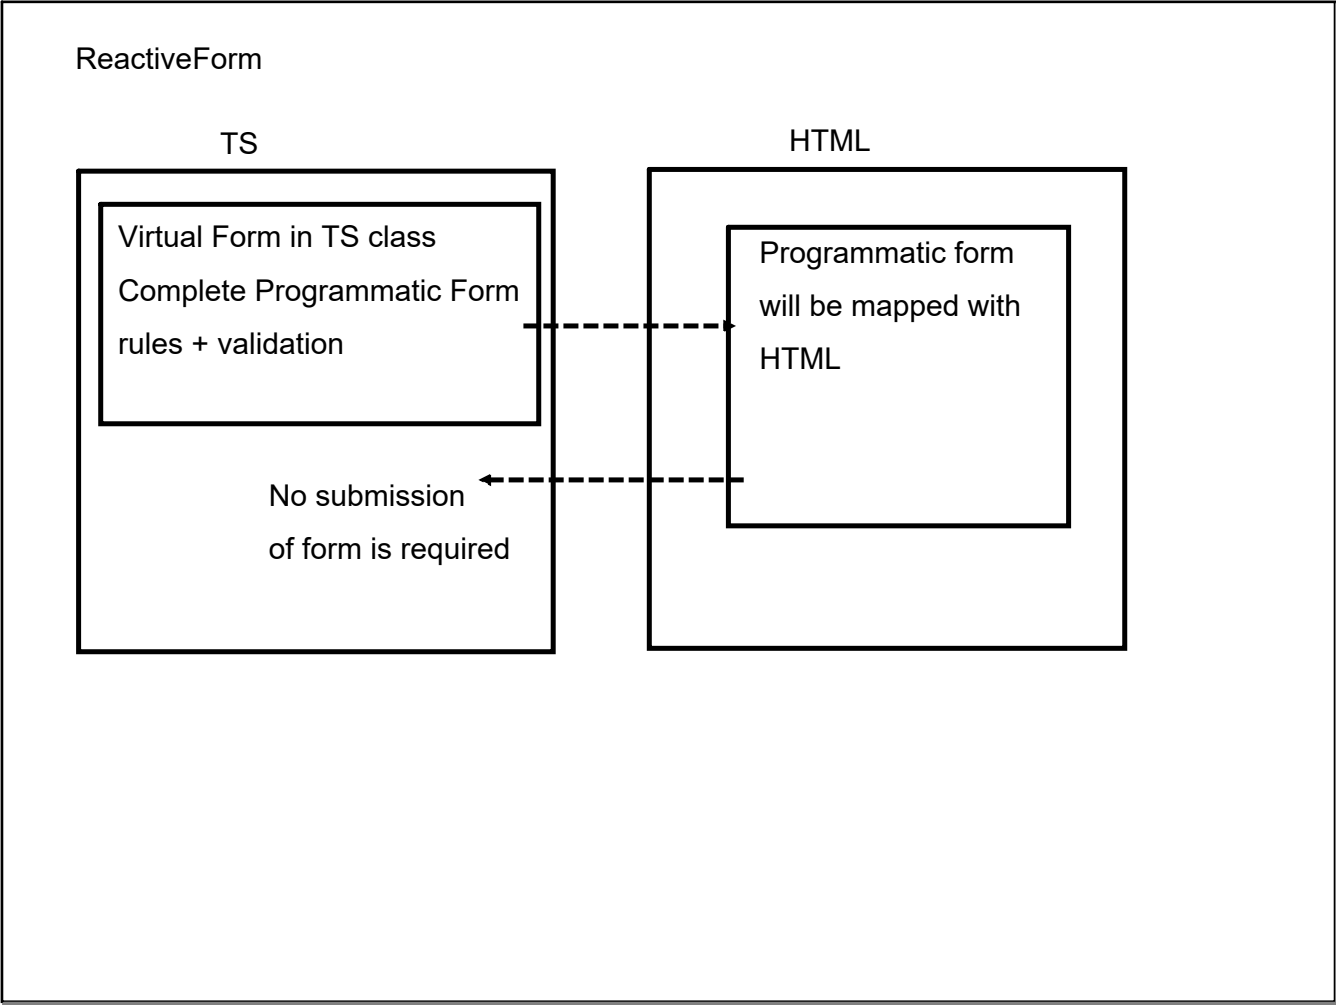 ReactiveForm
TS
HTML
Virtual Form in TS class
Complete Programmatic Form
rules + validation
Programmatic form
will be mapped with
HTML
No submission
of form is required